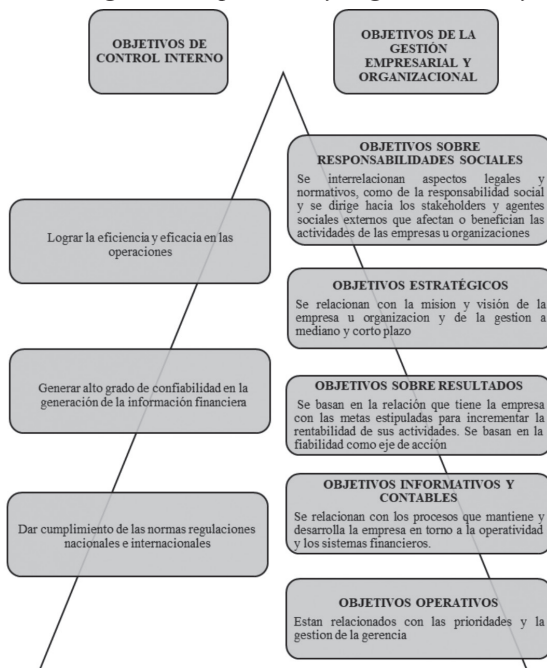 OBJETIVOS DE
CONTROL INTERNO
OBJETIVOS DE LA
GESTIÓN
EMPRESARIAL Y
ORGANIZACIONAL
Lograr la eficiencia y eficacia en las
operaciones
Generar alto grado de confiabilidad en la
generación de la información financiera
Dar cumplimiento de las normas regulaciones
nacionales e internacionales
OBJETIVOS SOBRE
RESPONSABILIDADES SOCIALES
Se interrelacionan aspectos legales y
normativos, como de la responsabilidad social
y se dirige hacia los stakeholders y agentes
sociales externos que afectan o benefician las
actividades de las empresas u organizaciones
OBJETIVOS ESTRATÉGICOS
Se relacionan con la mision y visión de la
empresa u organizacion y de la gestion a
mediano y corto plazo
OBJETIVOS SOBRE RESULTADOS
Se basan en la relación que tiene la empresa
con las metas estipuladas para incrementar la
rentabilidad de sus actividades. Se basan en la
fiabilidad como eje de acción
OBJETIVOS INFORMATIVOS Y
CONTABLES
Se relacionan con los procesos que mantiene y
desarrolla la empresa en torno a la operatividad
y los sistemas financieros.
OBJETIVOS OPERATIVOS
Estan relacionados con las prioridades y la
gestion de la gerencia